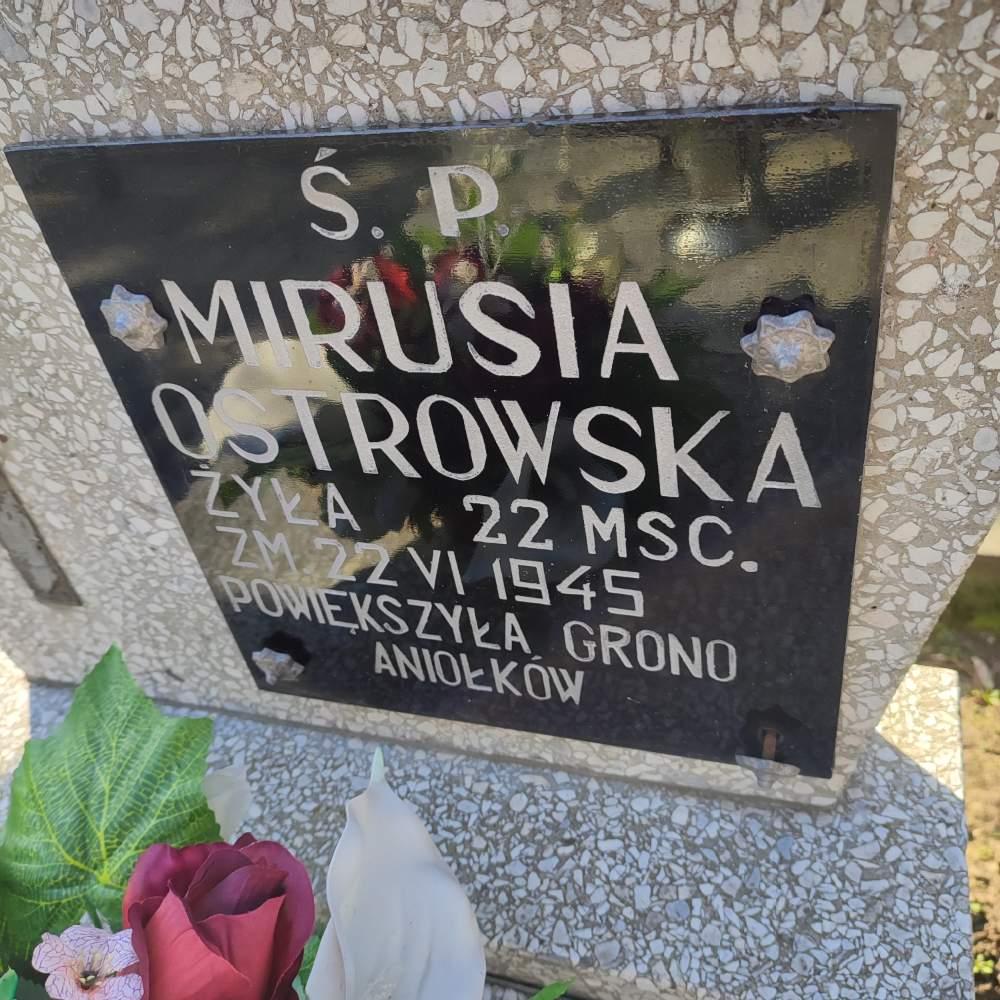 Ś. P.
MIRUSIA
OSTROWSKA
ŻYŁA 22 MSC.
ZM. 22 VI 1945
POWIĘKSZYŁA GRONO
ANIOŁKÓW